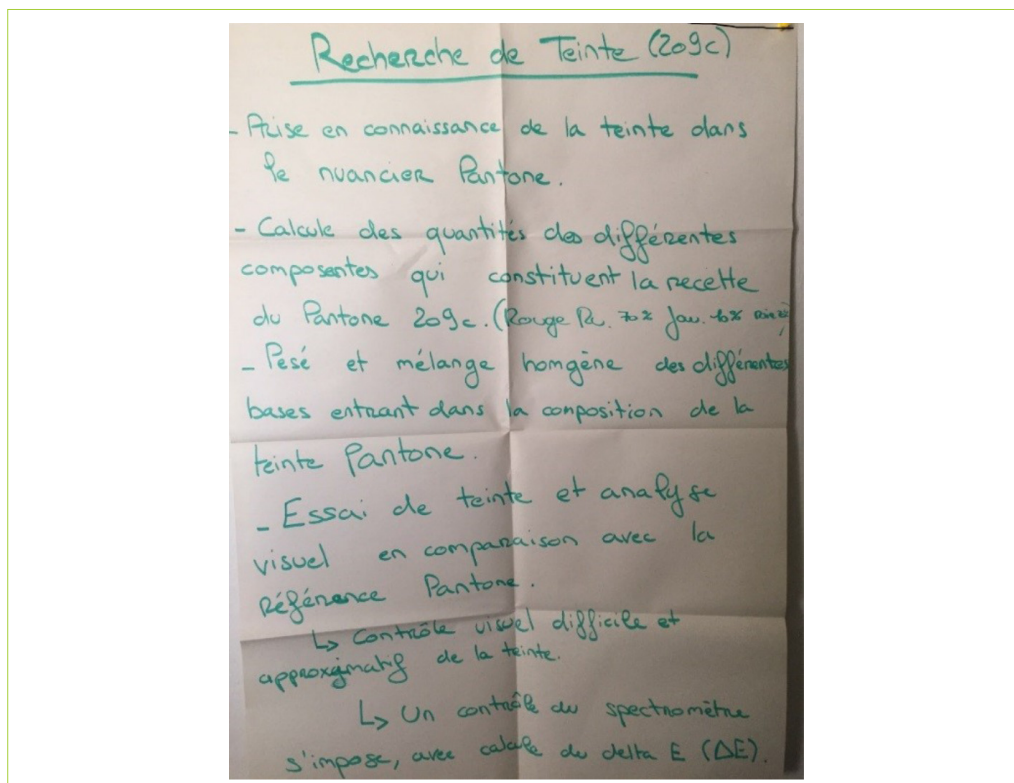 Recherche de Teinte (209c)
- Prise en connaissance de la teinte dans
le nuancier Pantone.
- Calcule des quantités des différentes
composentes qui constituent la recette
du Pantone 209c. (Rouge 70% Jau. 10%
- Pesé et mélange homgène des différentes
bases entrant dans la composition de la
teinte Pantone.
- Essai de teinte et analyse
visuel en comparaison avec la
Référence Pantone.
↳ Contrôle visuel difficile et
approximatif de la teinte.
↳ Un contrôle du spectromètre
s'impose, avec calcule du delta E (ΔE).